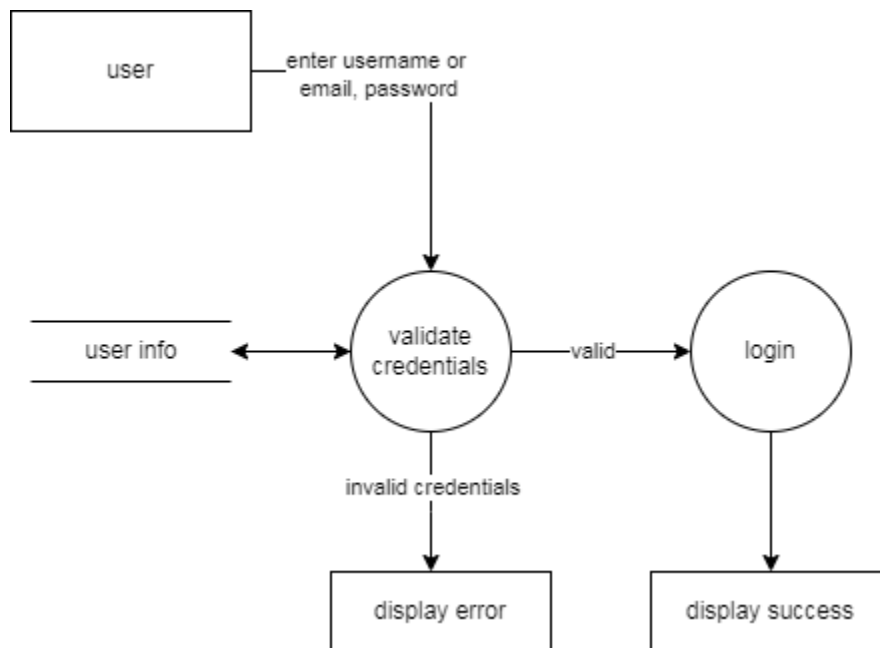 user
enter username or
email, password
user info
validate
credentials
valid
login
invalid credentials
display error
display success